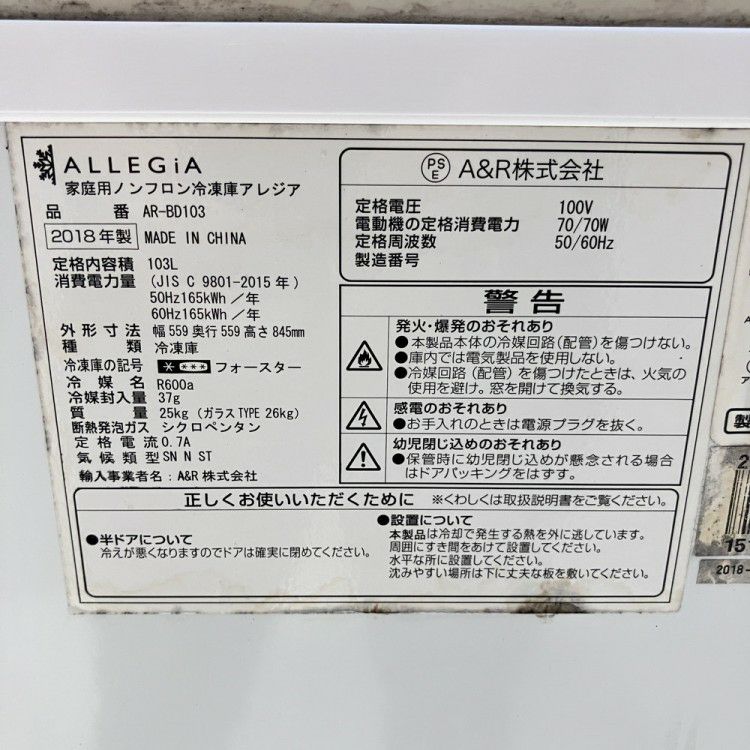 ALLEGiA
家庭用ノンフロン冷凍庫アレジア
品 番 AR-BD103
2018年製 MADE IN CHINA
定格内容積 103L
消費電力量 (JIS C 9801-2015年)
50Hz165kWh/年
60Hz165kWh/年
外形寸法 幅559奥行559高さ845mm
種 類 冷凍庫
冷凍庫の記号 フォースター
冷 媒 名 R600a
冷媒封入量 37g
質 量 25kg (ガラスTYPE 26kg)
断熱発泡ガス シクロペンタン
定格電流 0.7A
気候類型 SN N ST
輸入事業者名:A&R株式会社
PSE A&R株式会社
定格電圧 100V
電動機の定格消費電力 70/70W
定格周波数 50/60Hz
製造番号
警告
発火・爆発のおそれあり
●本製品本体の冷媒回路(配管)を傷つけない。
●庫内では電気製品を使用しない。
●冷媒回路(配管)を傷つけたときは、火気の
使用を避け。窓を開けて換気する。
感電のおそれあり
●お手入れのときは電源プラグを抜く。
幼児閉じ込めのおそれあり
●保管時に幼児閉じ込めが懸念される場合
はドアパッキングをはずす。
正しくお使いいただくために ※くわしくは取扱説明書をご覧ください。
●半ドアについて
冷えが悪くなりますのでドアは確実に閉めてください。
●設置について
本製品は冷却で発生する熱を外に逃しています。
周囲にすき間をあけて設置してください。
水平な所に設置してください。
沈みやすい場所は下に丈夫な板を敷いてください。
製
2
151
2018-